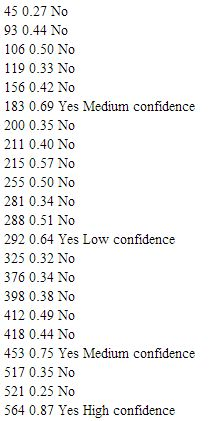 45 0.27 No
93 0.44 No
106 0.50 No
119 0.33 No
156 0.42 No
183 0.69 Yes Medium confidence
200 0.35 No
211 0.40 No
215 0.57 No
255 0.50 No
281 0.34 No
288 0.51 No
292 0.64 Yes Low confidence
325 0.32 No
376 0.34 No
398 0.38 No
412 0.49 No
418 0.44 No
453 0.75 Yes Medium confidence
517 0.35 No
521 0.25 No
564 0.87 Yes High confidence